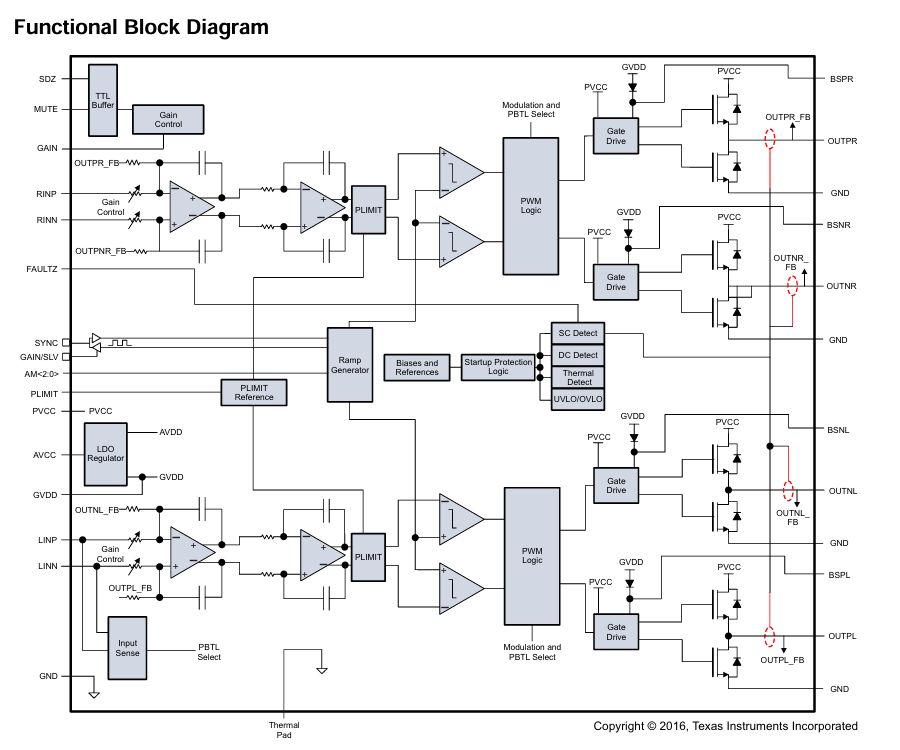 Functional Block Diagram
SDZ
TTL
Buffer
MUTE
Gain
Control
GAIN
OUTPR_FB
RINP
Gain
Control
RINN
OUTPNR_FB
FAULTZ
PLIMIT
Modulation and
PBTL Select
PWM
Logic
GVDD
PVCC
Gate
Drive
PVCC
BSPR
OUTPR_FB
OUTPR
GND
GVDD
PVCC
Gate
Drive
PVCC
BSNR
OUTNR_
FB
OUTNR
GND
SYNC
GAIN/SLV
AM<2:0>
PLIMIT
PVCC
PVCC
PLIMIT
Reference
Ramp
Generator
Biases and
References
Startup Protection
Logic
SC Detect
DC Detect
Thermal
Detect
UVLO/OVLO
LDO
Regulator
AVDD
AVCC
GVDD
GVDD
OUTNL_FB
LINP
Gain
Control
LINN
OUTPL_FB
PLIMIT
Input
Sense
PBTL
Select
GND
Thermal
Pad
PWM
Logic
Modulation and
PBTL Select
GVDD
PVCC
Gate
Drive
PVCC
BSNL
OUTNL
OUTNL_
FB
GND
GVDD
PVCC
Gate
Drive
PVCC
BSPL
OUTPL
OUTPL_FB
GND
Copyright © 2016, Texas Instruments Incorporated